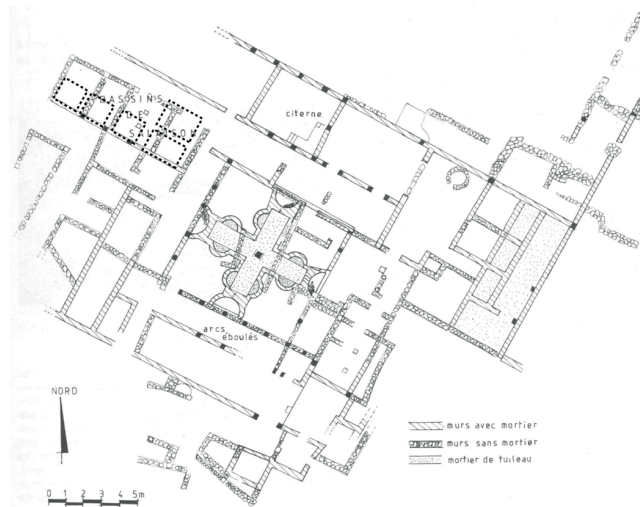 BASSINS
DE
SALAISON
citerne
arcs
éboulés
NORD
murs avec mortier
murs sans mortier
mortier de tuileau
0 1 2 3 4 5m